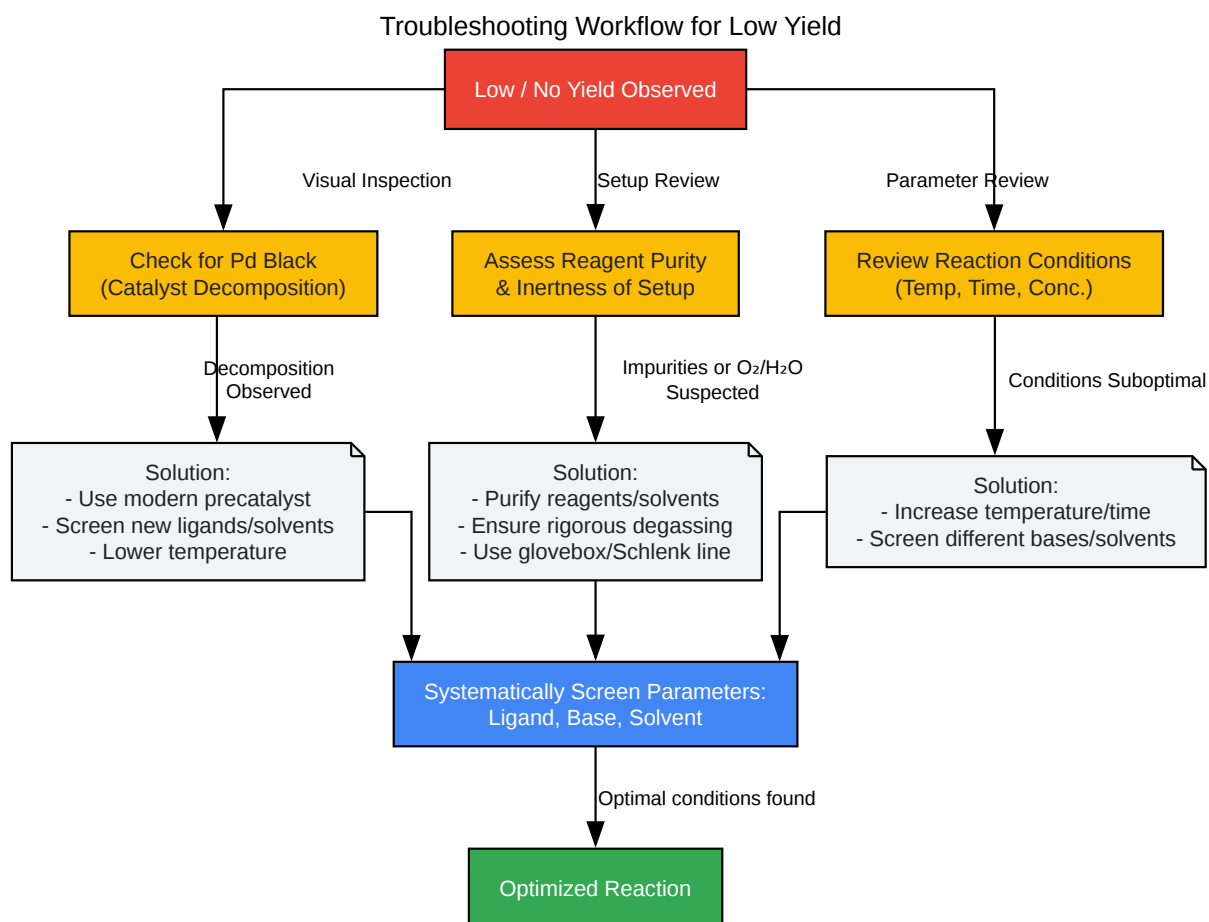 Troubleshooting Workflow for Low Yield
Low / No Yield Observed
Visual Inspection
Setup Review
Parameter Review
Check for Pd Black
(Catalyst Decomposition)
Assess Reagent Purity
& Inertness of Setup
Review Reaction Conditions
(Temp, Time, Conc.)
Decomposition
Observed
Impurities or O₂/H₂O
Suspected
Conditions Suboptimal
Solution:
- Use modern precatalyst
- Screen new ligands/solvents
- Lower temperature
Solution:
- Purify reagents/solvents
- Ensure rigorous degassing
- Use glovebox/Schlenk line
Solution:
- Increase temperature/time
- Screen different bases/solvents
Systematically Screen Parameters:
Ligand, Base, Solvent
Optimal conditions found
Optimized Reaction